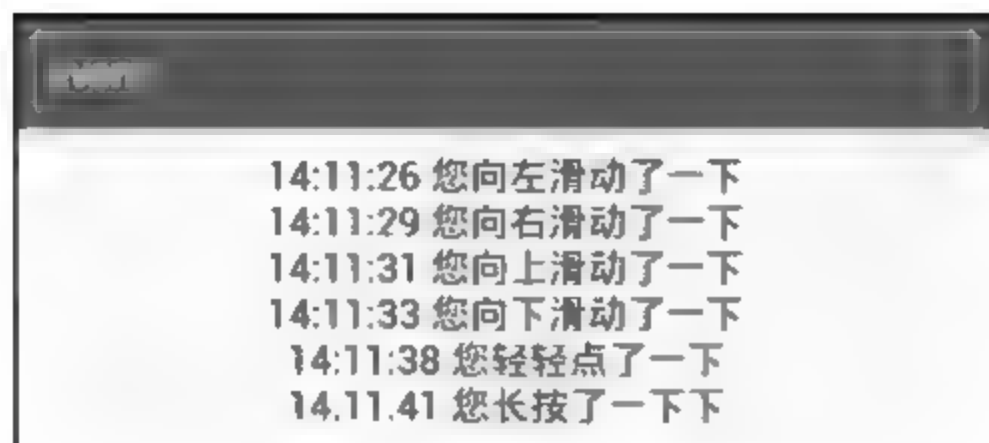 14:11:26 您向左滑动了一下
14:11:29 您向右滑动了一下
14:11:31 您向上滑动了一下
14:11:33 您向下滑动了一下
14:11:38 您轻轻点了一下
14.11.41 您长按了一下下